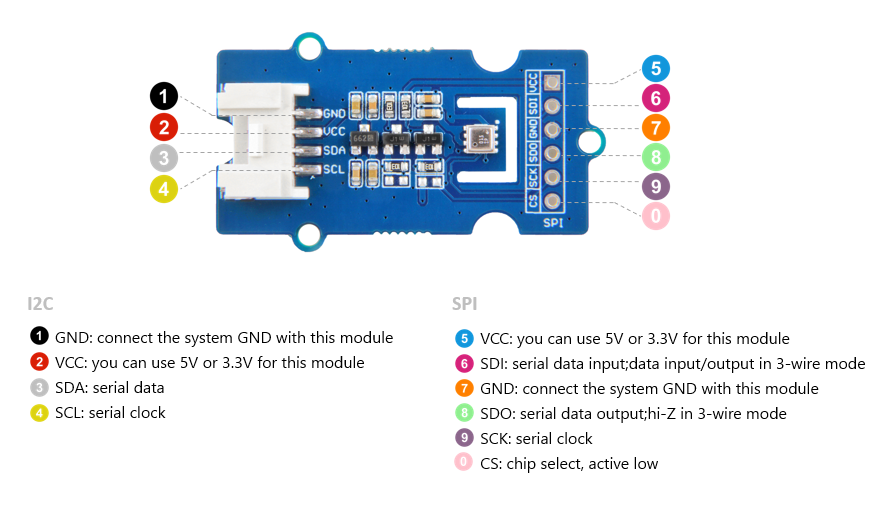 1
2
3
4
GND
VCC
SDA
SCL
662
VCC
SDI
GND
SDO
SCK
CS
SPI
5
6
7
8
9
0
I2C
1 GND: connect the system GND with this module
2 VCC: you can use 5V or 3.3V for this module
3 SDA: serial data
4 SCL: serial clock
SPI
5 VCC: you can use 5V or 3.3V for this module
6 SDI: serial data input;data input/output in 3-wire mode
7 GND: connect the system GND with this module
8 SDO: serial data output;hi-Z in 3-wire mode
9 SCK: serial clock
0 CS: chip select, active low